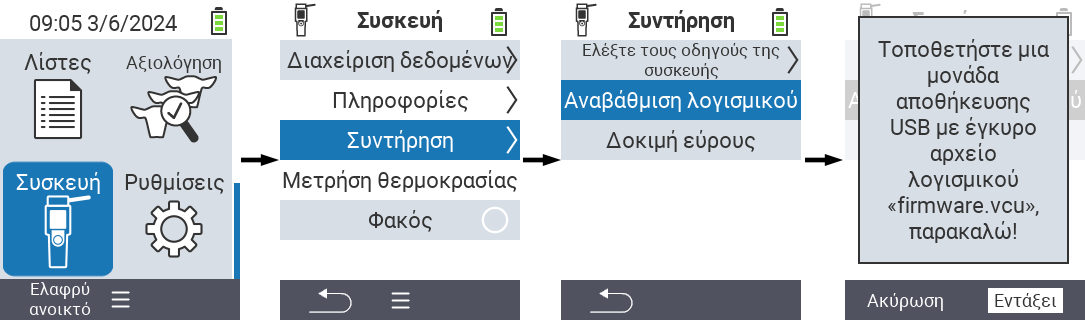 09:05 3/6/2024
Λίστες
Αξιολόγηση
Συσκευή
Ρυθμίσεις
Ελαφρύ
ανοικτό
Συσκευή
Διαχείριση δεδομένων
Πληροφορίες
Συντήρηση
Μετρήση θερμοκρασίας
Φακός
Συντήρηση
Ελέξτε τους οδηγούς της
συσκευής
Αναβάθμιση λογισμικού
Δοκιμή εύρους
Τοποθετήστε μια
μονάδα
αποθήκευσης
USB με έγκυρο
αρχείο
λογισμικού
«firmware.vcu»,
παρακαλώ!
Ακύρωση
Εντάξει